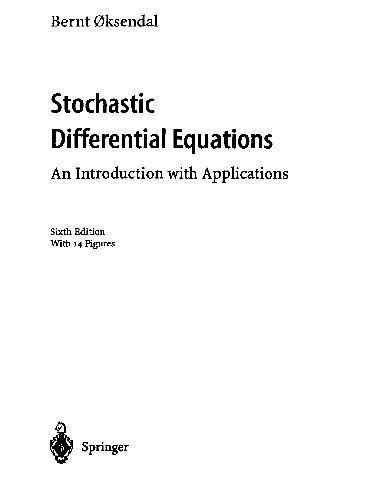 Bernt Øksendal
Stochastic
Differential Equations
An Introduction with Applications
Sixth Edition
With 14 Figures
Springer